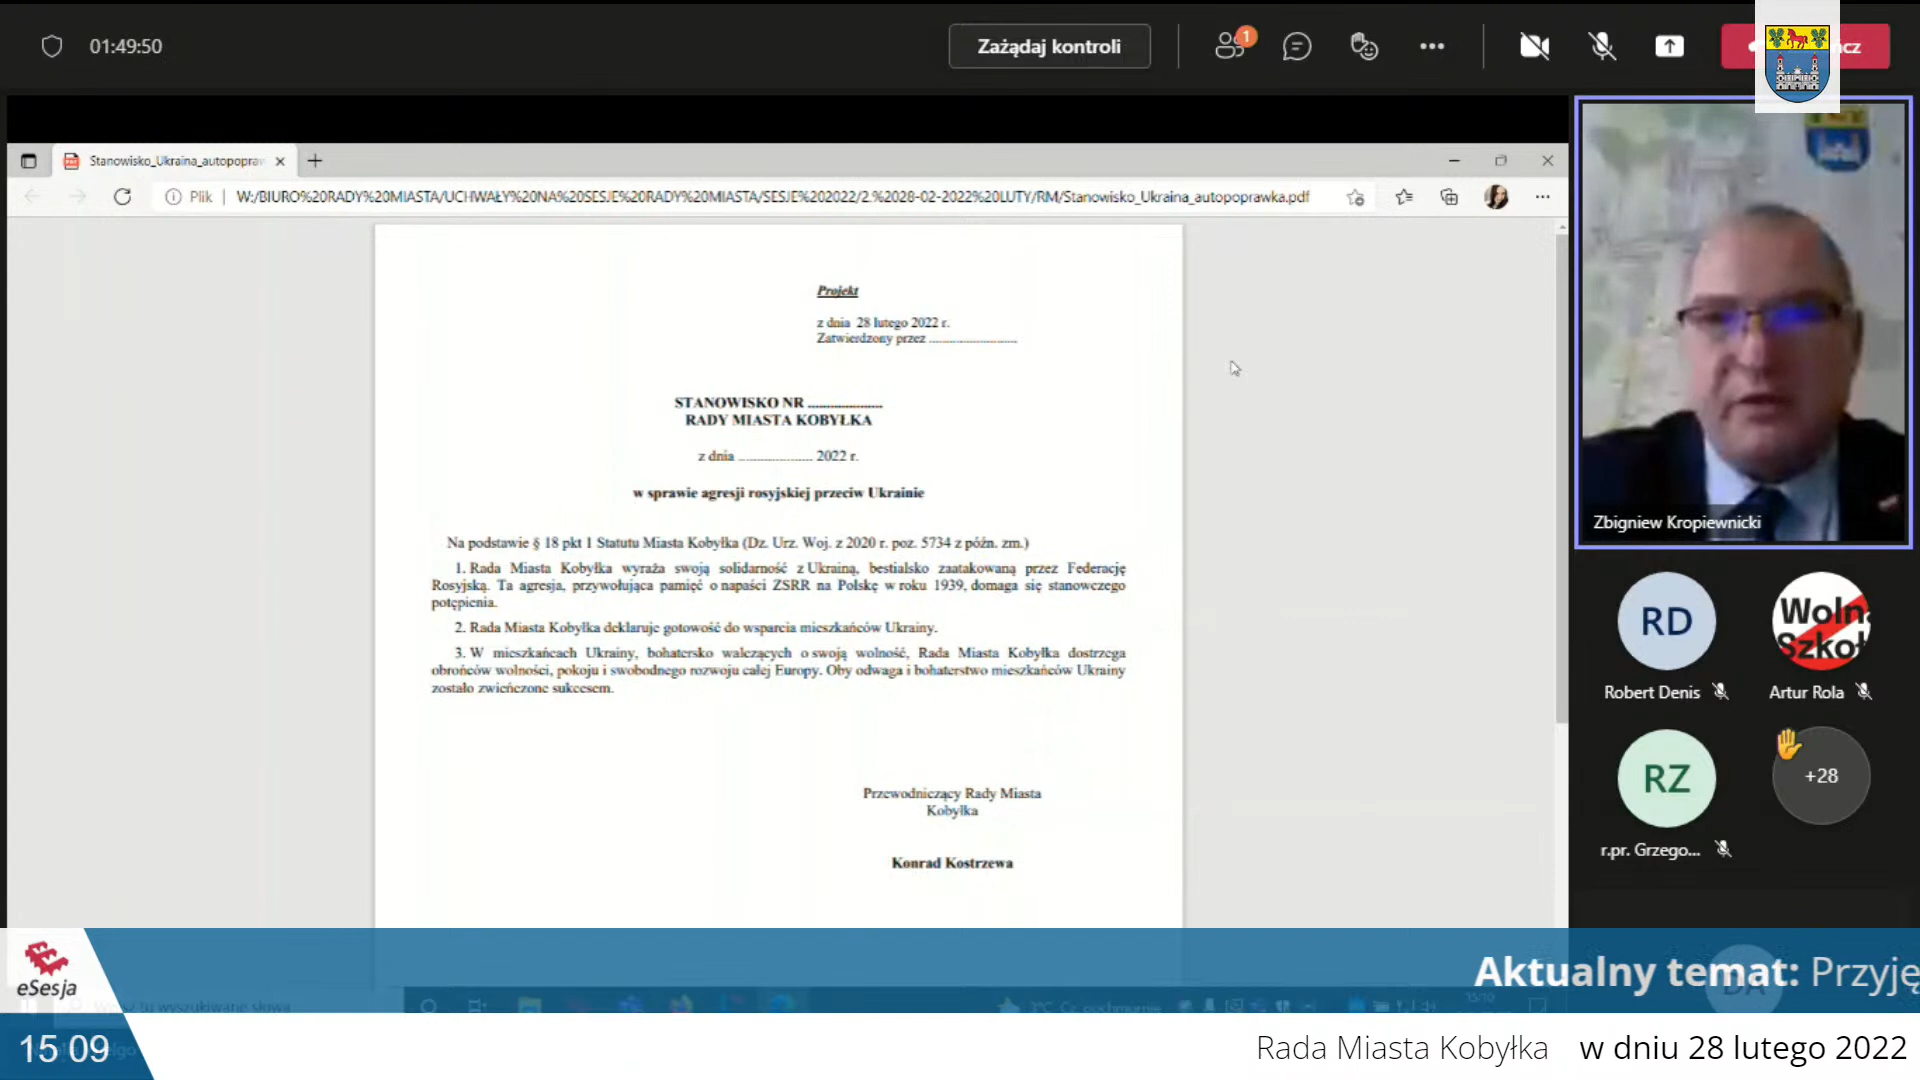 01:49:50
Zażądaj kontroli
1
cz
Stanowisko_Ukraina_autopopraw
Plik
W:/BIURO%20RADY%20MIASTA/UCHWAŁY%20NA%20SESJE%20RADY%20MIASTA/SESJE%202022/2.%2028-02-2022%20LUTY/RM/Stanowisko_Ukraina_autopoprawka.pdf
Projekt
z dnia 28 lutego 2022 r.
Zatwierdzony przez ........................
STANOWISKO NR ....................
RADY MIASTA KOBYŁKA
z dnia .................... 2022 r.
w sprawie agresji rosyjskiej przeciw Ukrainie
Na podstawie § 18 pkt 1 Statutu Miasta Kobyłka (Dz. Urz. Woj. z 2020 r. poz. 5734 z późn. zm.)
1. Rada Miasta Kobyłka wyraża swoją solidarność z Ukrainą, bestialsko zaatakowaną przez Federację
Rosyjską. Ta agresja, przywołująca pamięć o napaści ZSRR na Polskę w roku 1939, domaga się stanowczego
potępienia.
2. Rada Miasta Kobyłka deklaruje gotowość do wsparcia mieszkańców Ukrainy.
3. W mieszkańcach Ukrainy, bohatersko walczących o swoją wolność, Rada Miasta Kobyłka dostrzega
obrońców wolności, pokoju i swobodnego rozwoju całej Europy. Oby odwaga i bohaterstwo mieszkańców Ukrainy
zostało zwieńczone sukcesem.
Przewodniczący Rady Miasta
Kobyłka
Konrad Kostrzewa
Zbigniew Kropiewnicki
RD
Robert Denis
Woln
Szkoł
Artur Rola
RZ
r.pr. Grzego...
+28
eSesja
Aktualny temat: Przyję
15:10
15 09
Rada Miasta Kobyłka w dniu 28 lutego 2022